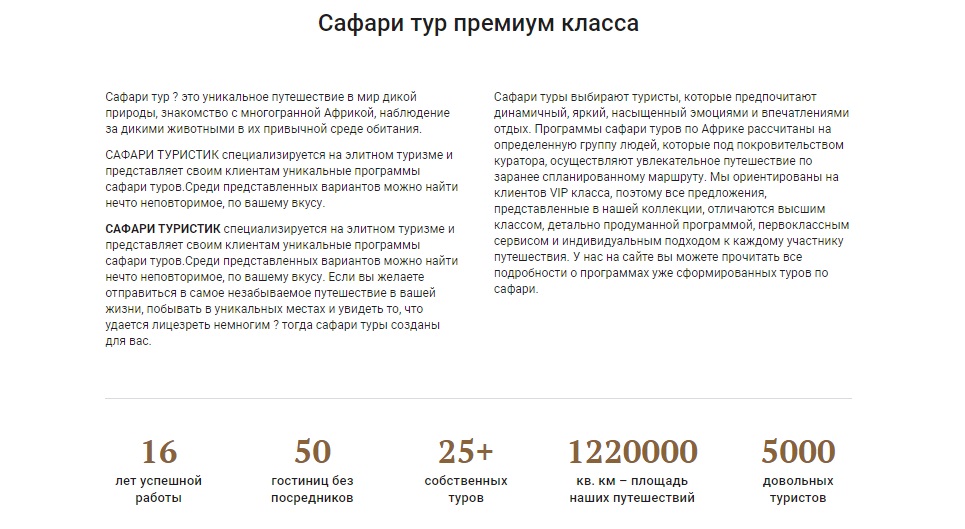 Сафари тур премиум класса
Сафари тур ? это уникальное путешествие в мир дикой
природы, знакомство с многогранной Африкой, наблюдение
за дикими животными в их привычной среде обитания.
САФАРИ ТУРИСТИК специализируется на элитном туризме и
представляет своим клиентам уникальные программы
сафари туров.Среди представленных вариантов можно найти
нечто неповторимое, по вашему вкусу.
САФАРИ ТУРИСТИК специализируется на элитном туризме и
представляет своим клиентам уникальные программы
сафари туров.Среди представленных вариантов можно найти
нечто неповторимое, по вашему вкусу. Если вы желаете
отправиться в самое незабываемое путешествие в вашей
жизни, побывать в уникальных местах и увидеть то, что
удается лицезреть немногим ? тогда сафари туры созданы
для вас.
Сафари туры выбирают туристы, которые предпочитают
динамичный, яркий, насыщенный эмоциями и впечатлениями
отдых. Программы сафари туров по Африке рассчитаны на
определенную группу людей, которые под покровительством
куратора, осуществляют увлекательное путешествие по
заранее спланированному маршруту. Мы ориентированы на
клиентов VIP класса, поэтому все предложения,
представленные в нашей коллекции, отличаются высшим
классом, детально продуманной программой, первоклассным
сервисом и индивидуальным подходом к каждому участнику
путешествия. У нас на сайте вы можете прочитать все
подробности о программах уже сформированных туров по
сафари.
16
лет успешной
работы
50
гостиниц без
посредников
25+
собственных
туров
1220000
кв. км – площадь
наших путешествий
5000
довольных
туристов